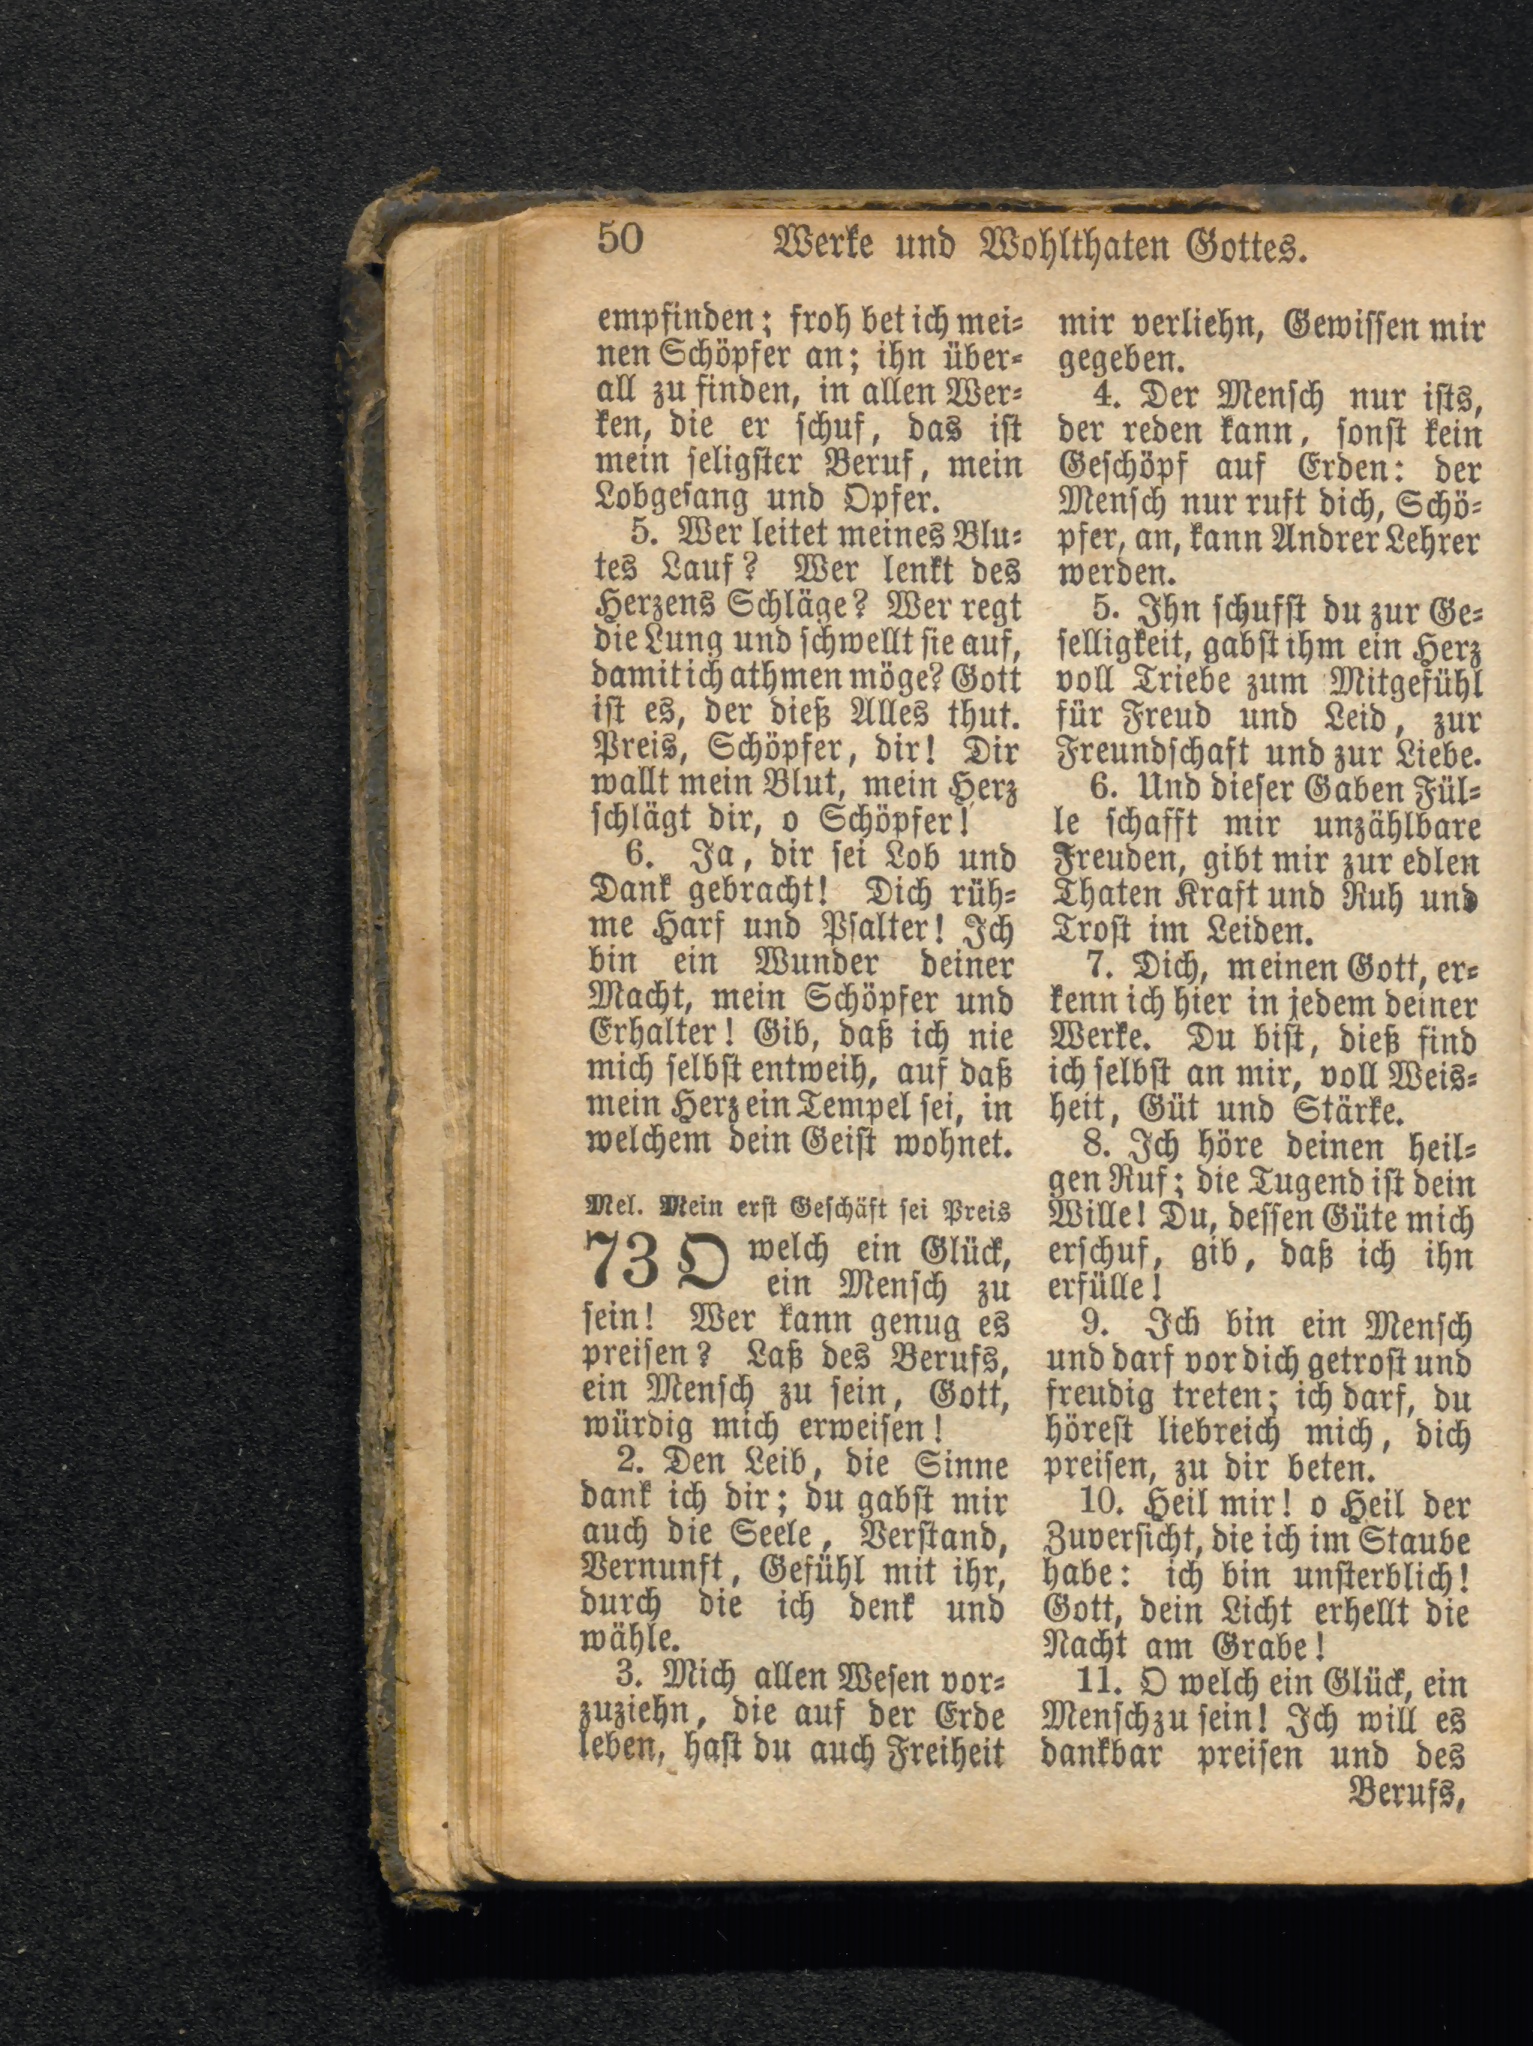 50 Werke und Wohlthaten Gottes.
empfinden; froh bet ich mei-
nen Schöpfer an; ihn über-
all zu finden, in allen Wer-
ken, die er schuf, das ist
mein seligster Beruf, mein
Lobgesang und Opfer.
5. Wer leitet meines Blu-
tes Lauf? Wer lenkt des
Herzens Schläge? Wer regt
die Lung und schwellt sie auf,
damit ich athmen möge? Gott
ist es, der dieß Alles thut.
Preis, Schöpfer, dir! Dir
wallt mein Blut, mein Herz
schlägt dir, o Schöpfer!
6. Ja, dir sei Lob und
Dank gebracht! Dich rüh-
me Harf und Psalter! Ich
bin ein Wunder deiner
Macht, mein Schöpfer und
Erhalter! Gib, daß ich nie
mich selbst entweih, auf daß
mein Herz ein Tempel sei, in
welchem dein Geist wohnet.
Mel. Mein erst Geschäft sei Preis
73 O welch ein Glück,
ein Mensch zu
sein! Wer kann genug es
preisen? Laß des Berufs,
ein Mensch zu sein, Gott,
würdig mich erweisen!
2. Den Leib, die Sinne
dank ich dir; du gabst mir
auch die Seele, Verstand,
Vernunft, Gefühl mit ihr,
durch die ich denk und
wähle.
3. Mich allen Wesen vor-
zuziehn, die auf der Erde
leben, hast du auch Freiheit
mir verliehn, Gewissen mir
gegeben.
4. Der Mensch nur ists,
der reden kann, sonst kein
Geschöpf auf Erden: der
Mensch nur ruft dich, Schö-
pfer, an, kann Andrer Lehrer
werden.
5. Ihn schufst du zur Ge-
selligkeit, gabst ihm ein Herz
voll Triebe zum Mitgefühl
für Freud und Leid, zur
Freundschaft und zur Liebe.
6. Und dieser Gaben Fül-
le schafft mir unzählbare
Freuden, gibt mir zur edlen
Thaten Kraft und Ruh und
Trost im Leiden.
7. Dich, meinen Gott, er-
kenn ich hier in jedem deiner
Werke. Du bist, dieß find
ich selbst an mir, voll Weis-
heit, Güt und Stärke.
8. Ich höre deinen heil-
gen Ruf; die Tugend ist dein
Wille! Du, dessen Güte mich
erschuf, gib, daß ich ihn
erfülle!
9. Ich bin ein Mensch
und darf vor dich getrost und
freudig treten; ich darf, du
hörest liebreich mich, dich
preisen, zu dir beten.
10. Heil mir! o Heil der
Zuversicht, die ich im Staube
habe: ich bin unsterblich!
Gott, dein Licht erhellt die
Nacht am Grabe!
11. O welch ein Glück, ein
Mensch zu sein! Ich will es
dankbar preisen und des
Berufs,